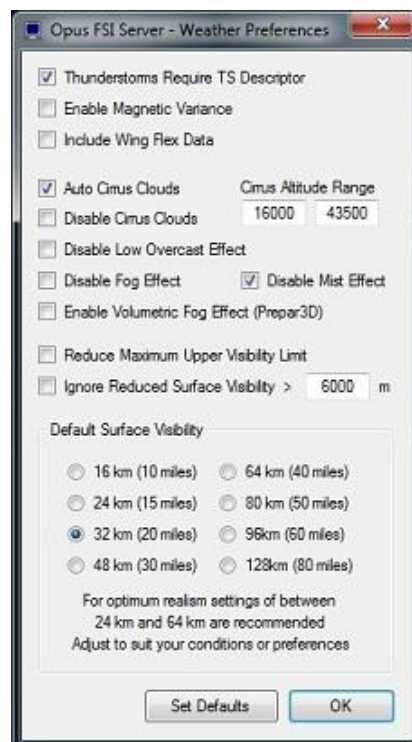 Opus FSI Server - Weather Preferences
Thunderstorms Require TS Descriptor
Enable Magnetic Variance
Include Wing Flex Data
Auto Cirrus Clouds
Cirrus Altitude Range
Disable Cirrus Clouds
16000 43500
Disable Low Overcast Effect
Disable Fog Effect
Disable Mist Effect
Enable Volumetric Fog Effect (Prepar3D)
Reduce Maximum Upper Visibility Limit
Ignore Reduced Surface Visibility > 6000 m
Default Surface Visibility
16 km (10 miles)
64 km (40 miles)
24 km (15 miles)
80 km (50 miles)
32 km (20 miles)
96km (60 miles)
48 km (30 miles)
128km (80 miles)
For optimum realism settings of between
24 km and 64 km are recommended
Adjust to suit your conditions or preferences
Set Defaults
OK